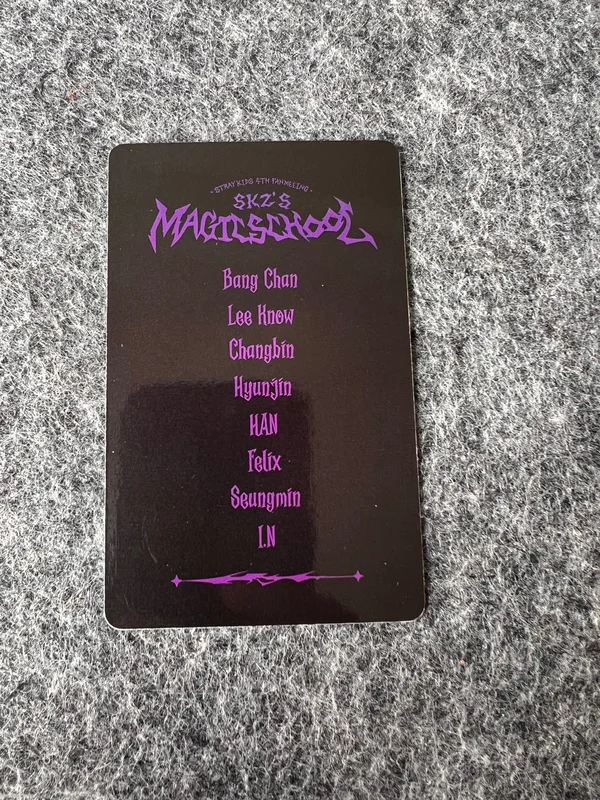 - STRAY KIDS 4TH FANMEETING -
SKZ'S
MAGIC SCHOOL
Bang Chan
Lee Know
Changbin
Hyunjin
HAN
Felix
Seungmin
I.N